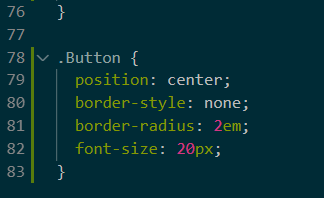 76 }
77
78 .Button {
79 position: center;
80 border-style: none;
81 border-radius: 2em;
82 font-size: 20px;
83 }